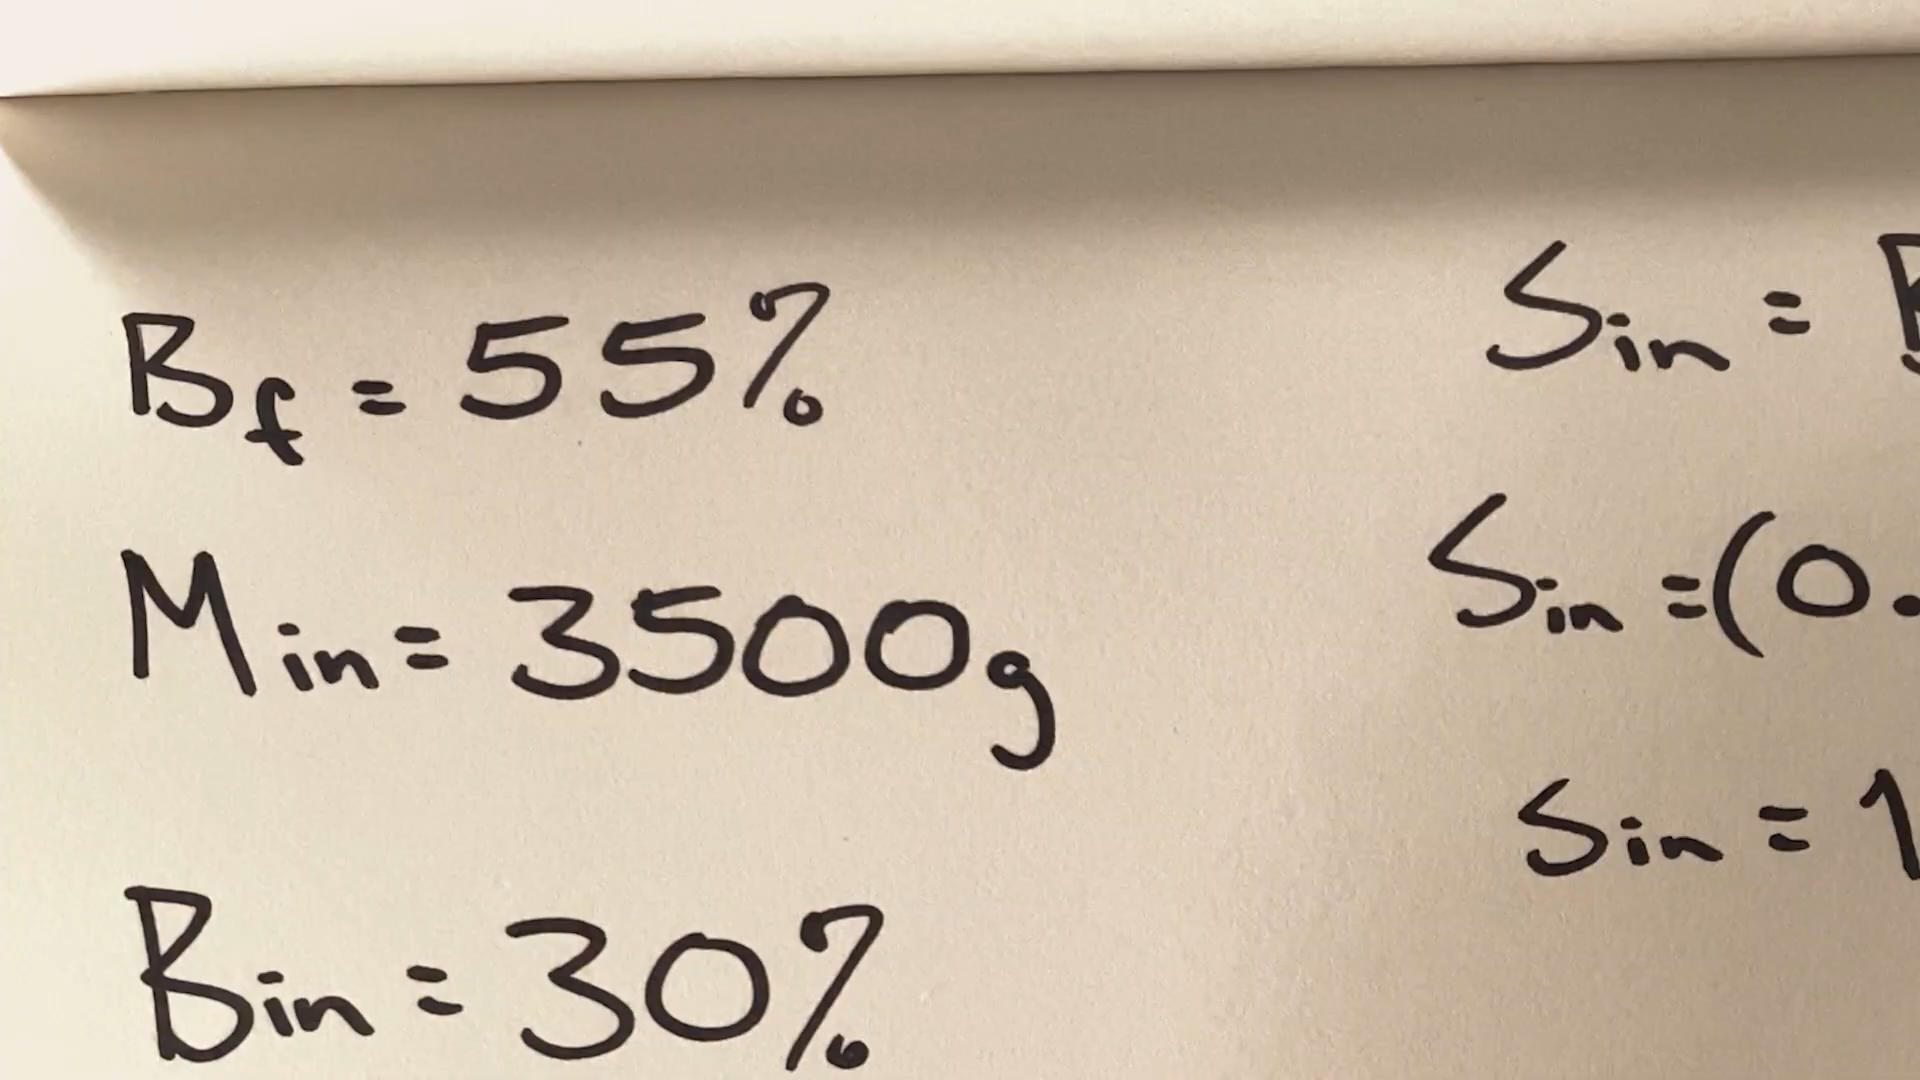 Bf = 55%
Min = 3500g
Bin = 30%
Sin = B
Sin =(0.
Sin = 1